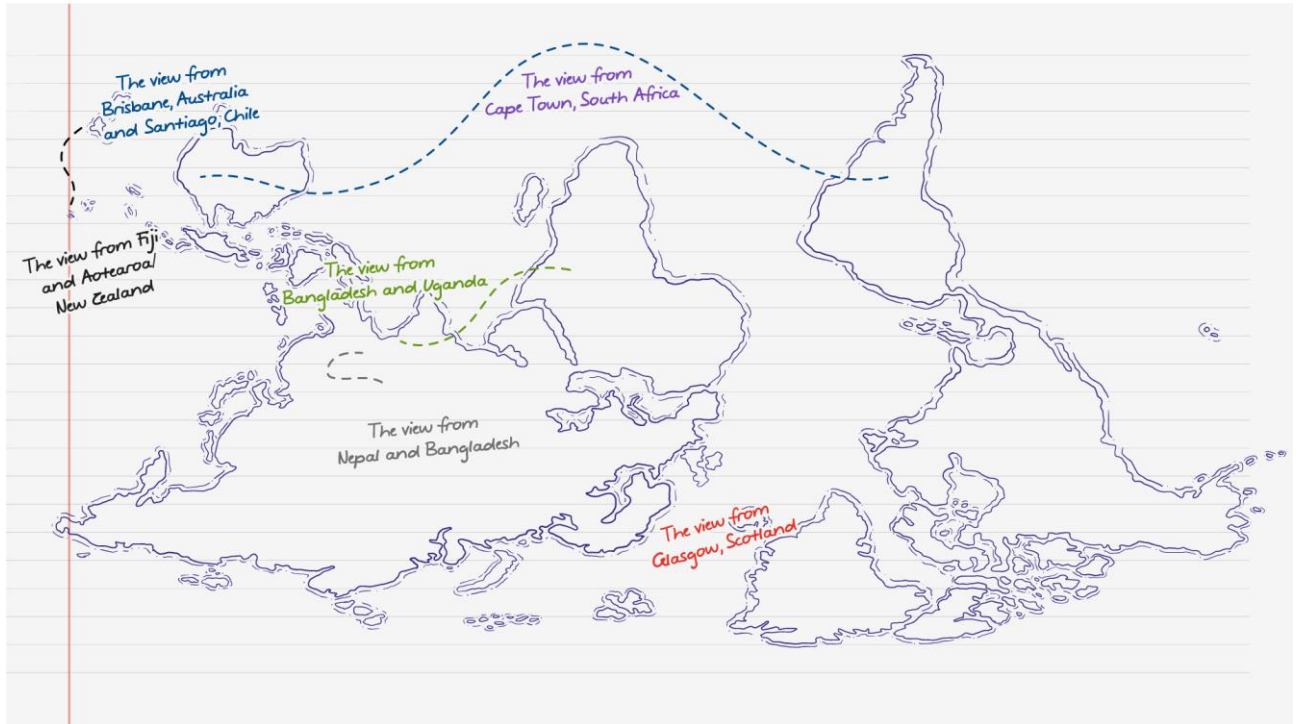 The view from
Brisbane, Australia
and Santiago, Chile
The view from
Cape Town, South Africa
The view from Fiji
and Aotearoa/
New Zealand
The view from
Bangladesh and Uganda
The view from
Nepal and Bangladesh
The view from
Glasgow, Scotland